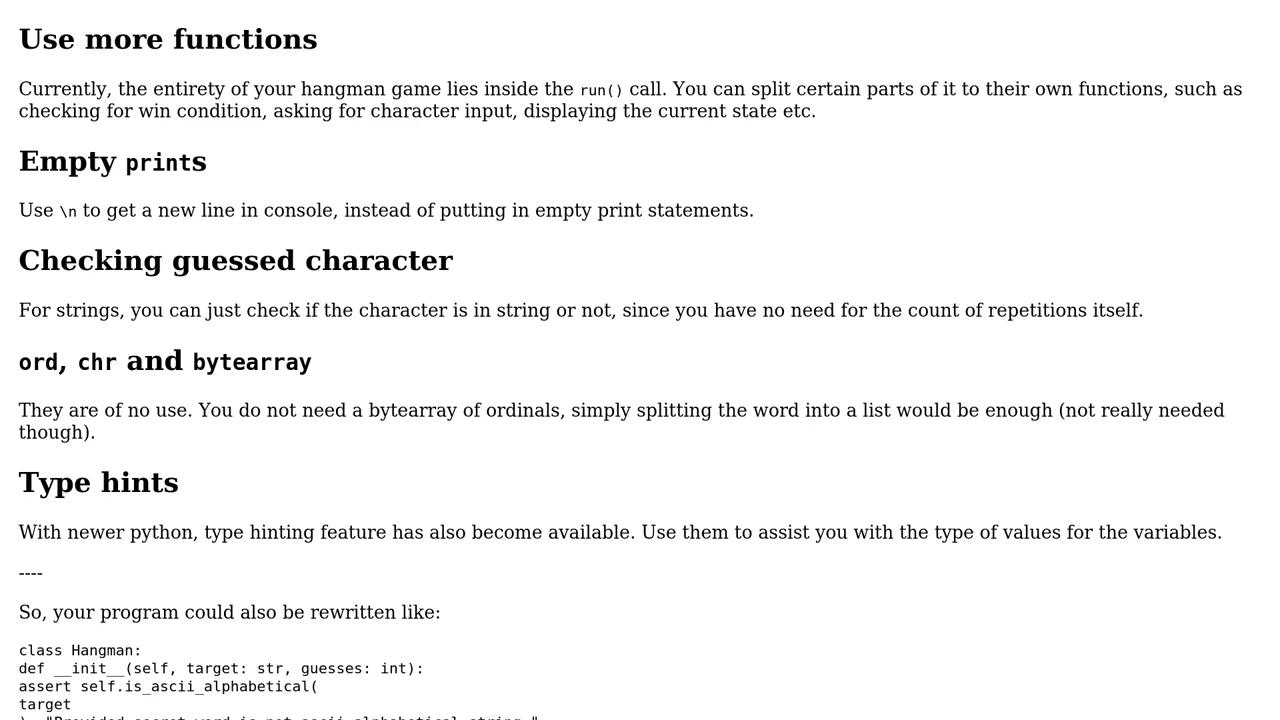 Use more functions
Currently, the entirety of your hangman game lies inside the run() call. You can split certain parts of it to their own functions, such as
checking for win condition, asking for character input, displaying the current state etc.
Empty prints
Use \n to get a new line in console, instead of putting in empty print statements.
Checking guessed character
For strings, you can just check if the character is in string or not, since you have no need for the count of repetitions itself.
ord, chr and bytearray
They are of no use. You do not need a bytearray of ordinals, simply splitting the word into a list would be enough (not really needed
though).
Type hints
With newer python, type hinting feature has also become available. Use them to assist you with the type of values for the variables.
----
So, your program could also be rewritten like:
class Hangman:
def __init__(self, target: str, guesses: int):
assert self.is_ascii_alphabetical(
target
), "Provided secret word is not ascii alphabetical string."